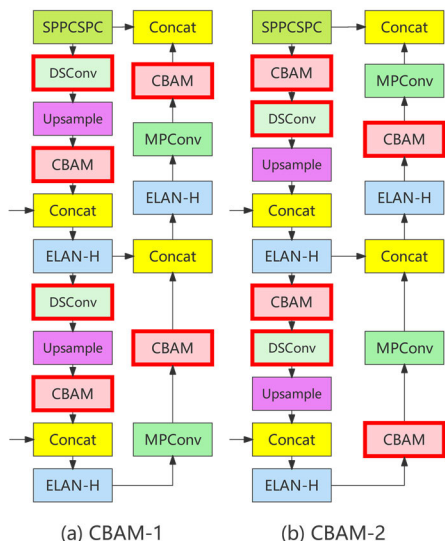 SPPCSPC
DSConv
Upsample
CBAM
Concat
ELAN-H
DSConv
Upsample
CBAM
Concat
ELAN-H
Concat
CBAM
MPConv
ELAN-H
Concat
CBAM
MPConv
(a) CBAM-1
SPPCSPC
CBAM
DSConv
Upsample
Concat
ELAN-H
CBAM
DSConv
Upsample
Concat
ELAN-H
Concat
MPConv
CBAM
ELAN-H
Concat
MPConv
CBAM
(b) CBAM-2